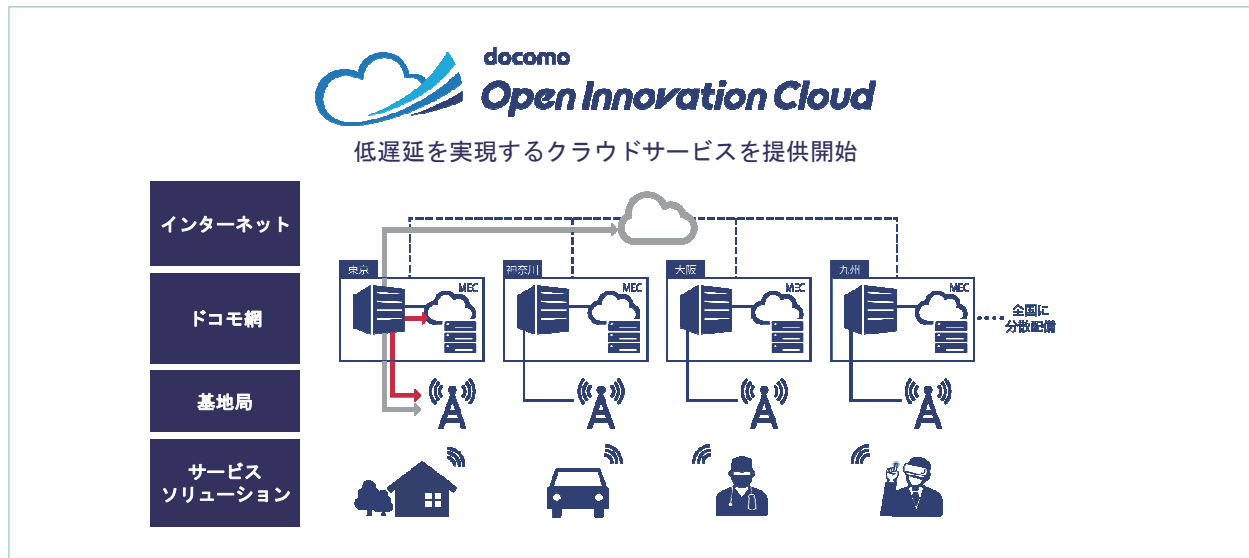 docomo
Open Innovation Cloud
低遅延を実現するクラウドサービスを提供開始
インターネット
東京
神奈川
大阪
九州
MEC
MEC
MEC
MEC
ドコモ網
全国に
分散配備
基地局
サービス
ソリューション